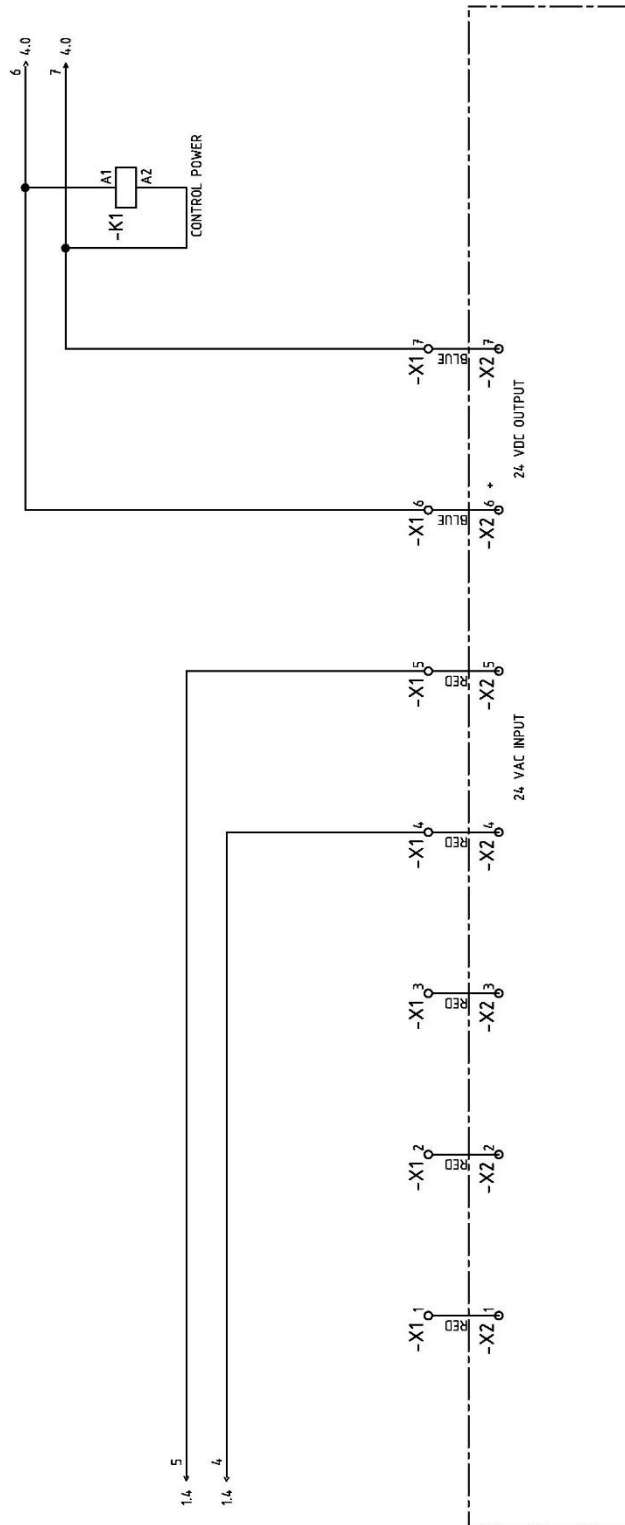 6 4.0
7 4.0
A1
-K1
A2
5
1.4
CONTROL POWER
4
1.4
-X1 1
-X1 2
-X1 3
-X1 4
-X1 5
-X1 6
-X1 7
RED
RED
RED
RED
RED
BLUE
BLUE
-X2 1
-X2 2
-X2 3
-X2 4
-X2 5
-X2 6 +
-X2 7
24 VAC INPUT
24 VDC OUTPUT